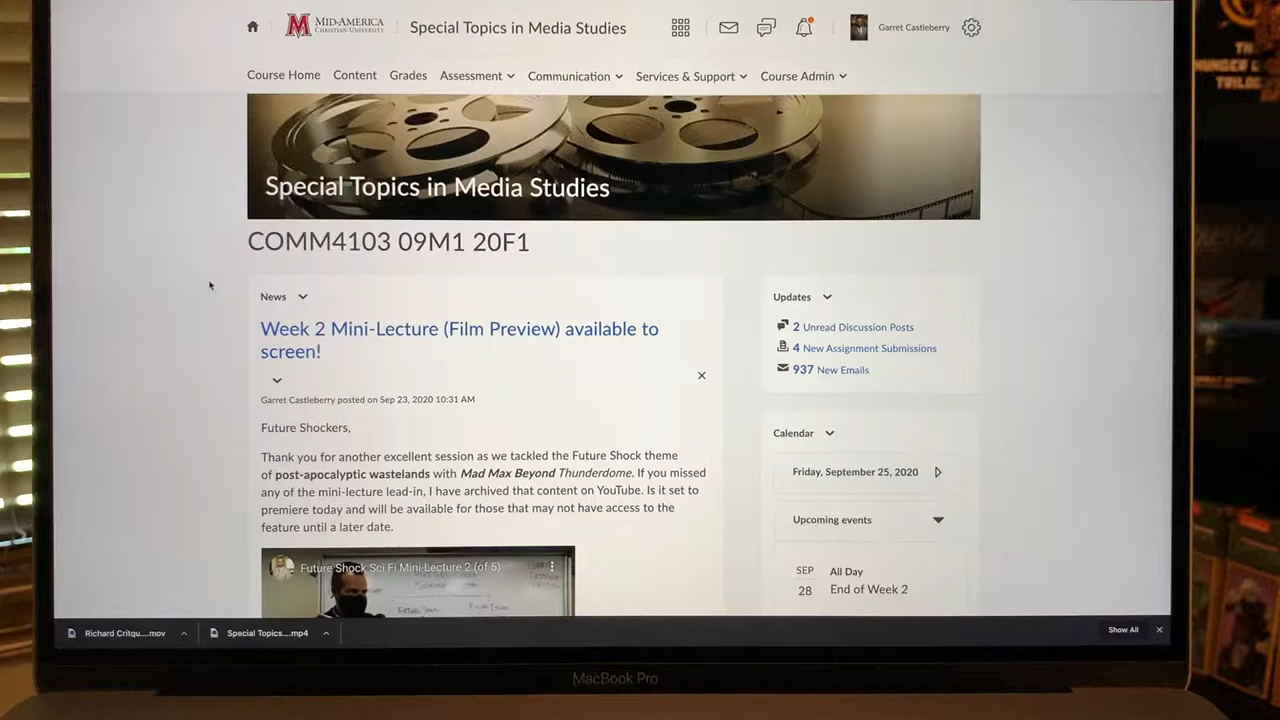 MID-AMERICA
CHRISTIAN UNIVERSITY
Special Topics in Media Studies
Garret Castleberry
Course Home Content Grades Assessment Communication Services & Support Course Admin
Special Topics in Media Studies
COMM4103 09M1 20F1
News
Week 2 Mini-Lecture (Film Preview) available to
screen!
Garret Castleberry posted on Sep 23, 2020 10:31 AM
Future Shockers,
Thank you for another excellent session as we tackled the Future Shock theme
of post-apocalyptic wastelands with Mad Max Beyond Thunderdome. If you missed
any of the mini-lecture lead-in, I have archived that content on YouTube. Is it set to
premiere today and will be available for those that may not have access to the
feature until a later date.
Future Shock Sci Fi Mini-Lecture 2 (of 5)
Updates
2 Unread Discussion Posts
4 New Assignment Submissions
937 New Emails
Calendar
Friday, September 25, 2020
Upcoming events
SEP
28
All Day
End of Week 2
Richard Critqu....mov
Special Topics....mp4
Show All
MacBook Pro